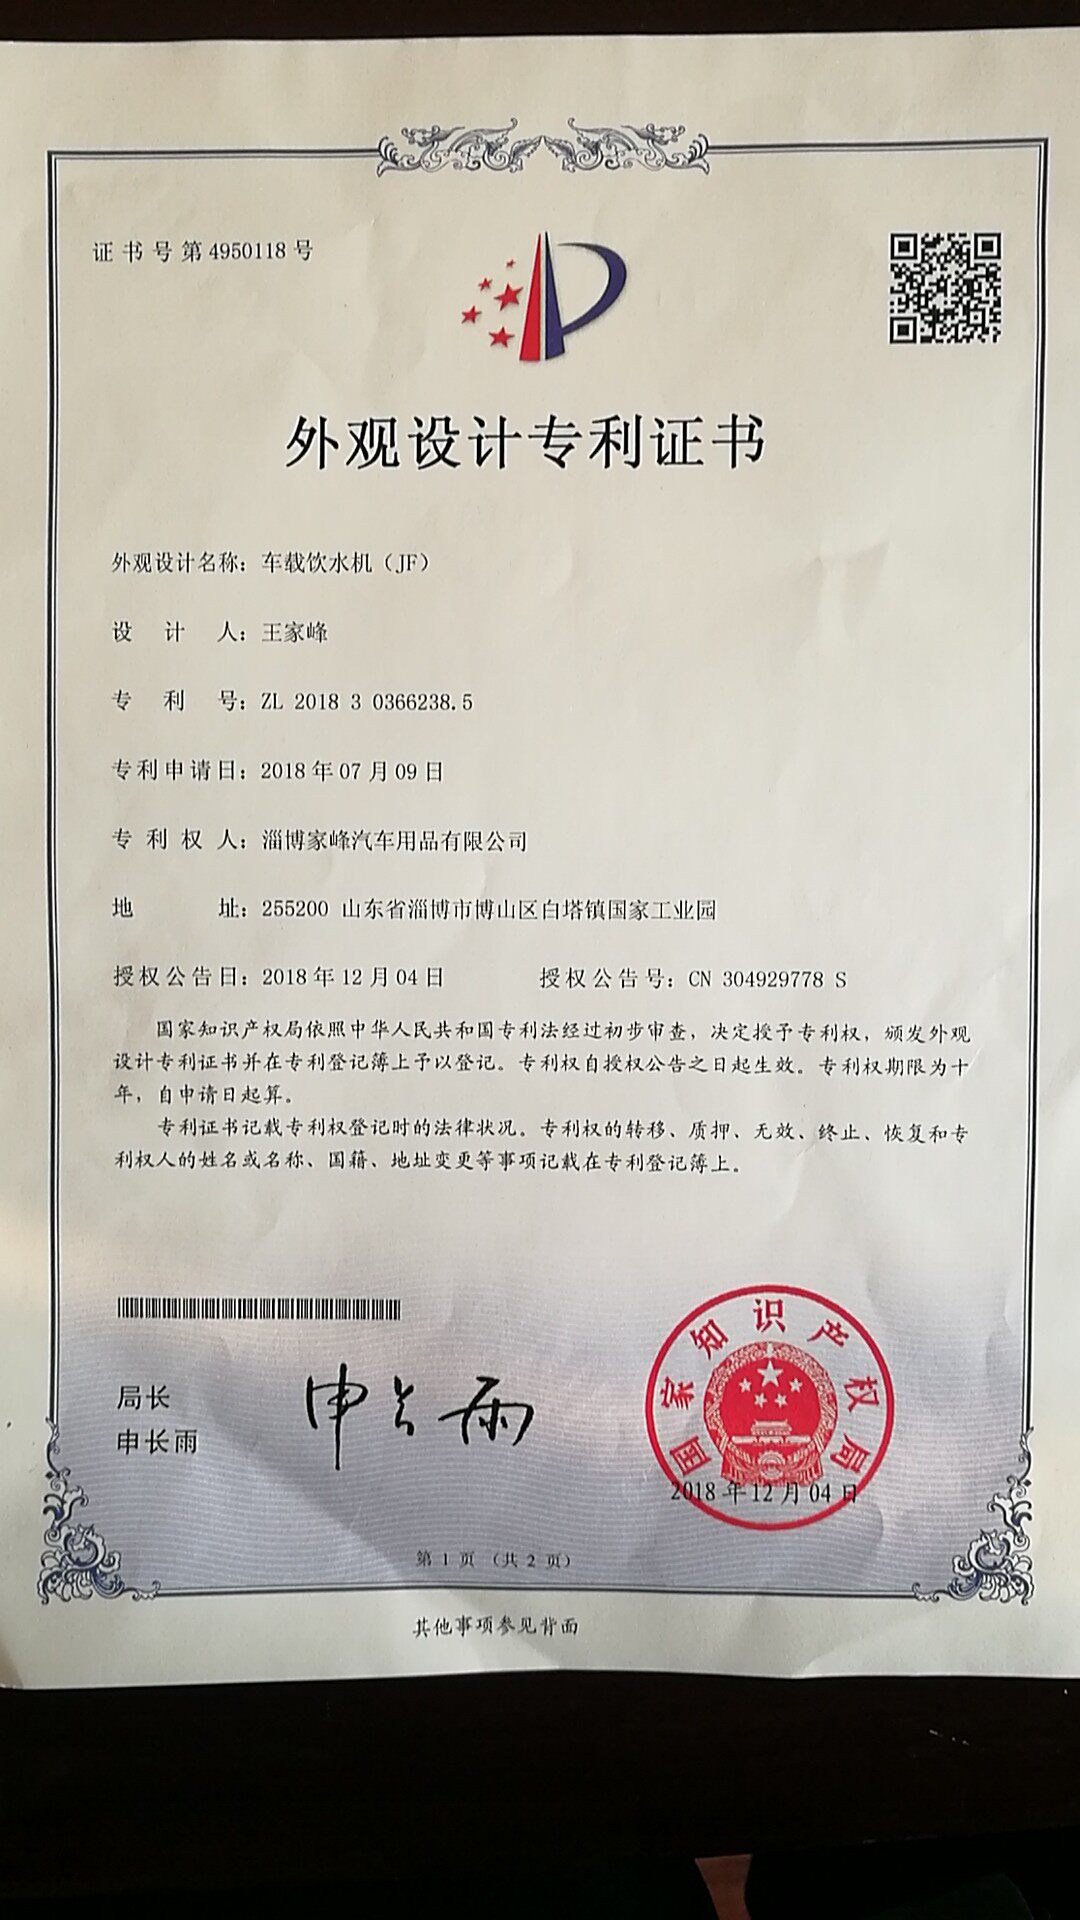 证书号第4950118号
外观设计专利证书
外观设计名称：车载饮水机（JF）
设计人：王家峰
专利号：ZL 2018 3 0366238.5
专利申请日：2018年07月09日
专利权人：淄博家峰汽车用品有限公司
地址：255200 山东省淄博市博山区白塔镇国家工业园
授权公告日：2018年12月04日 授权公告号：CN 304929778 S
国家知识产权局依照中华人民共和国专利法经过初步审查，决定授予专利权，颁发外观
设计专利证书并在专利登记簿上予以登记。专利权自授权公告之日起生效。专利权期限为十
年，自申请日起算。
专利证书记载专利权登记时的法律状况。专利权的转移、质押、无效、终止、恢复和专
利权人的姓名或名称、国籍、地址变更等事项记载在专利登记簿上。
局长
申长雨
申长雨
国家知识产权局
2018年12月04日
第 1 页 （共 2 页）
其他事项参见背面